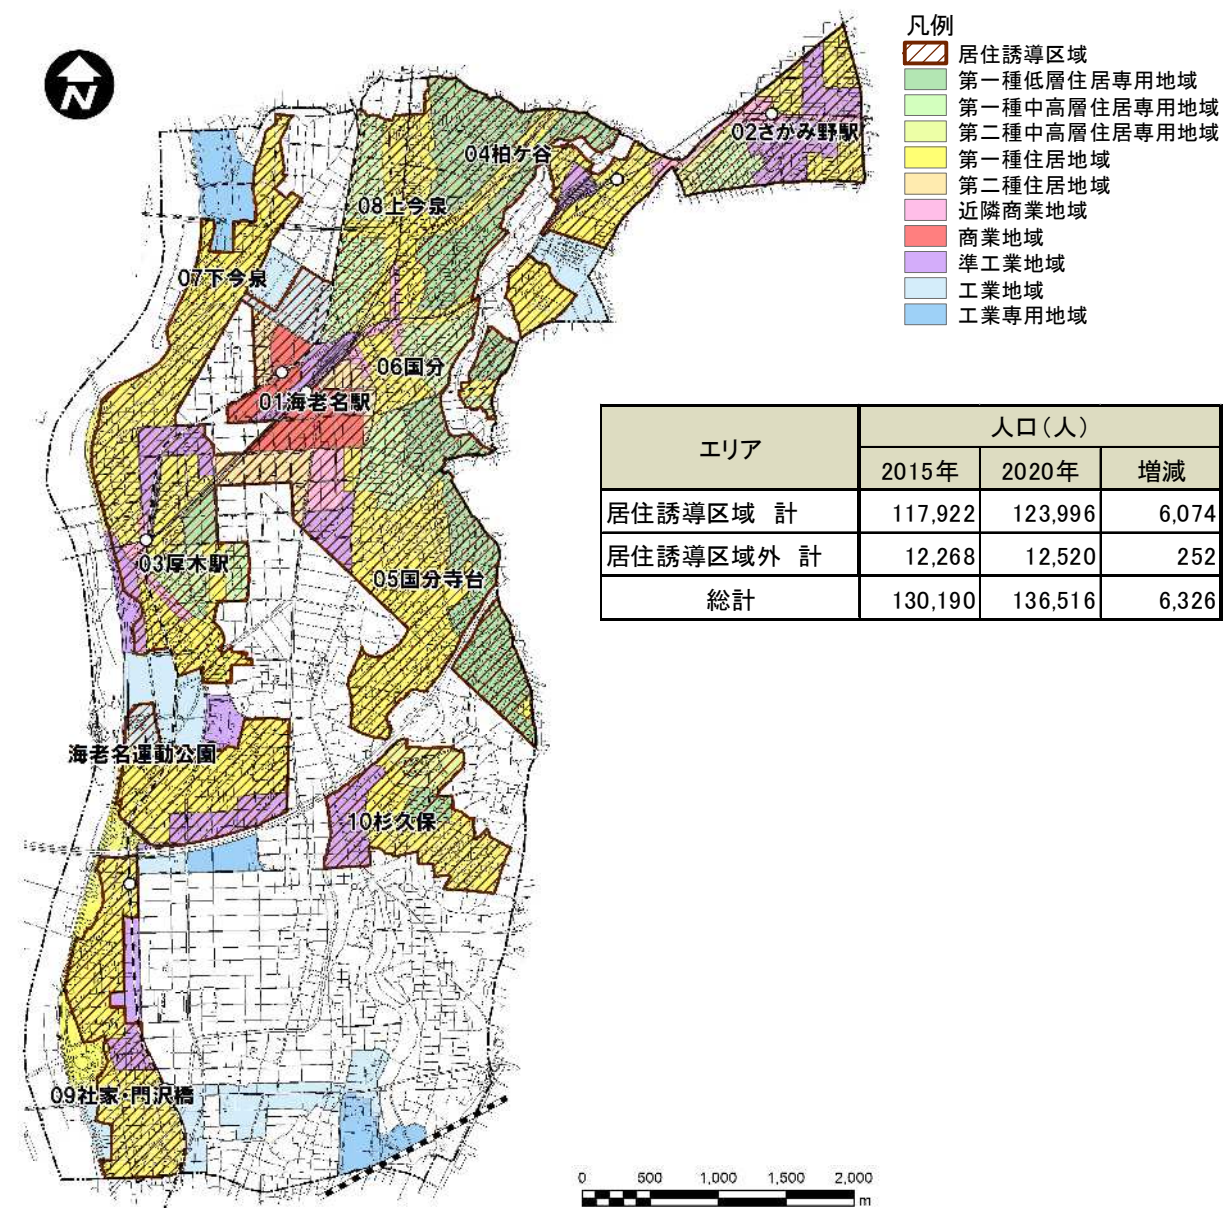 N
凡例
居住誘導区域
第一種低層住居専用地域
第一種中高層住居専用地域
第二種中高層住居専用地域
第一種住居地域
第二種住居地域
近隣商業地域
商業地域
準工業地域
工業地域
工業専用地域
02さがみ野駅
04柏ケ谷
08上今泉
07下今泉
06国分
01海老名駅
03厚木駅
05国分寺台
海老名運動公園
10杉久保
09社家・門沢橋
エリア 人口(人)
2015年 2020年 増減
居住誘導区域 計 117,922 123,996 6,074
居住誘導区域外 計 12,268 12,520 252
総計 130,190 136,516 6,326
0 500 1,000 1,500 2,000
m